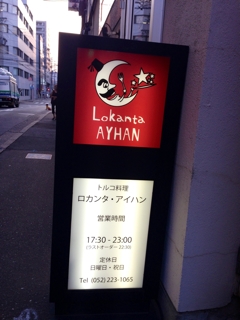 Lokanta
AYHAN
トルコ料理
ロカンタ・アイハン
営業時間
17:30 - 23:00
(ラストオーダー 22:30)
定休日
日曜日・祝日
Tel (052) 223-1065